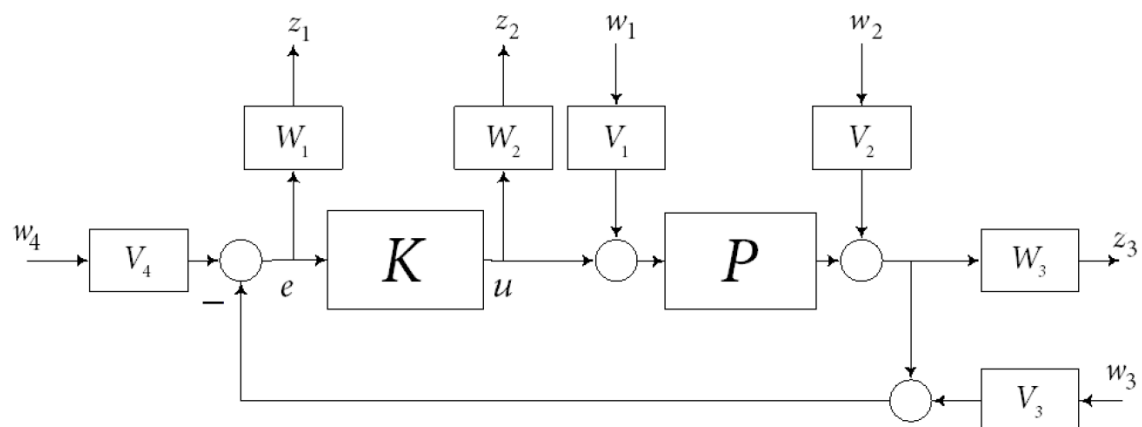 z₁ z₂ w₁ w₂
W₁ W₂ V₁ V₂
w₄ V₄ e K u P W₃ z₃
−
V₃ w₃